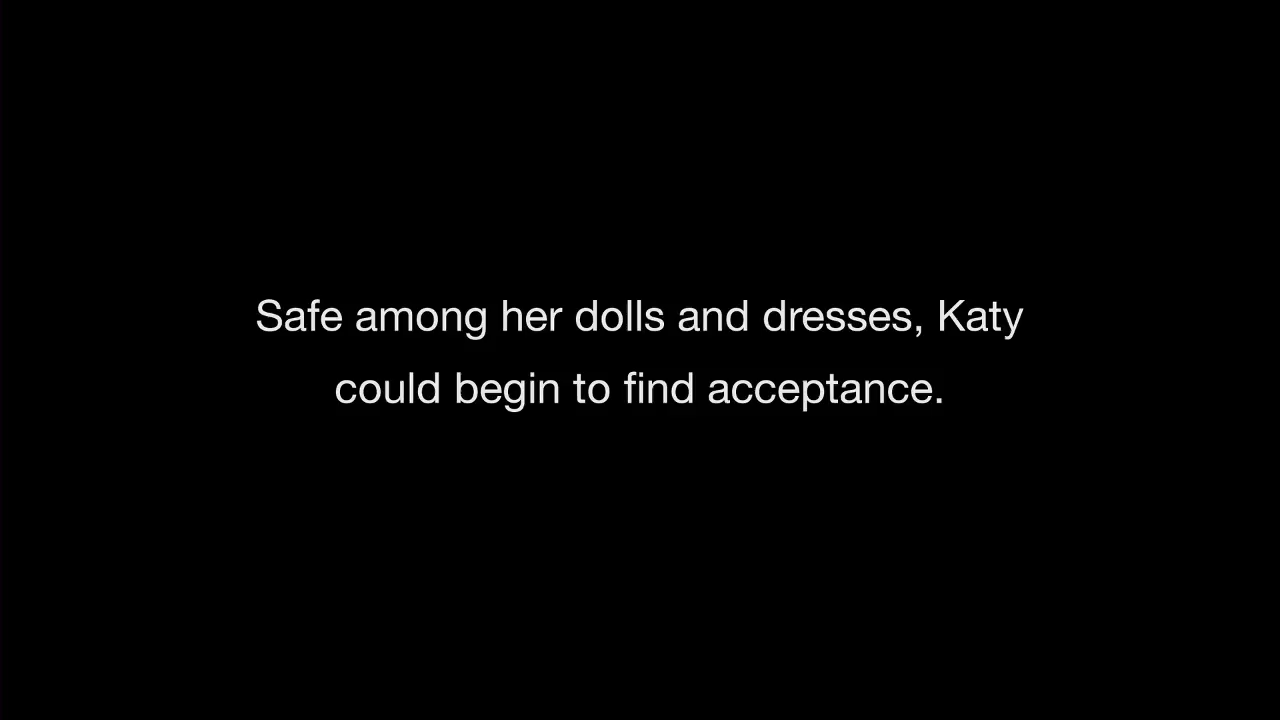 Safe among her dolls and dresses, Katy
could begin to find acceptance.